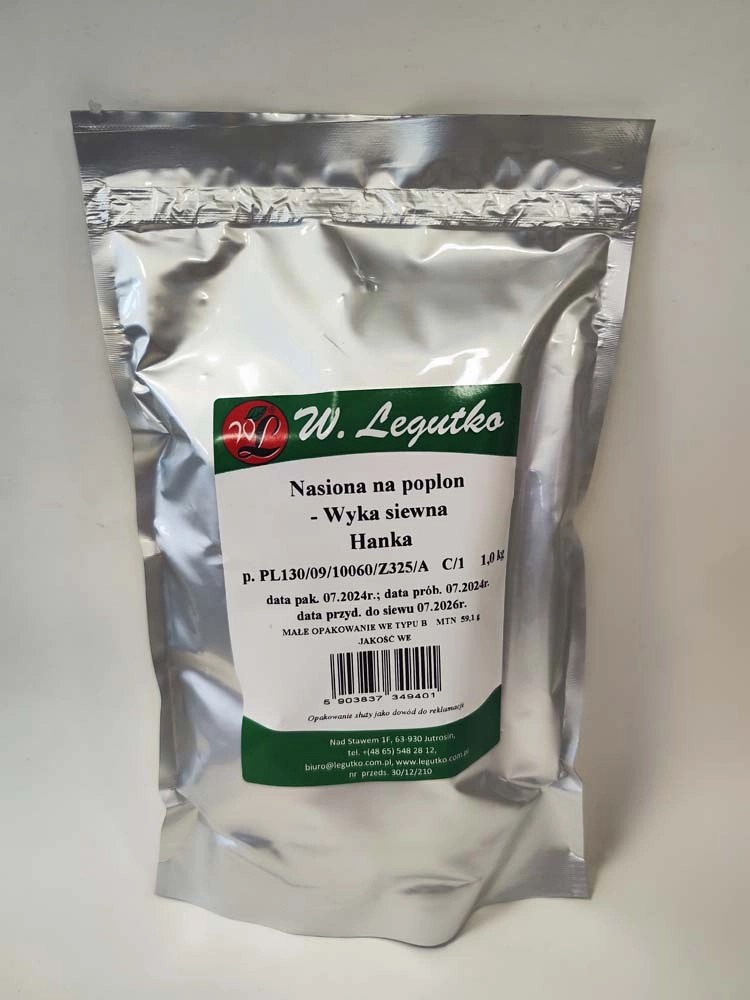 WL W. Legutko
Nasiona na poplon
- Wyka siewna
Hanka
p. PL130/09/10060/Z325/A C/1 1,0 kg
data pak. 07.2024r.; data prób. 07.2024r.
data przyd. do siewu 07.2026r.
MAŁE OPAKOWANIE WE TYPU B MTN 59,1 g
JAKOŚĆ WE
5 903837 349401
Opakowanie służy jako dowód do reklamacji
Nad Stawem 1F, 63-930 Jutrosin,
tel. +(48 65) 548 28 12,
biuro@legutko.com.pl, www.legutko.com.pl
nr przeds. 30/12/210